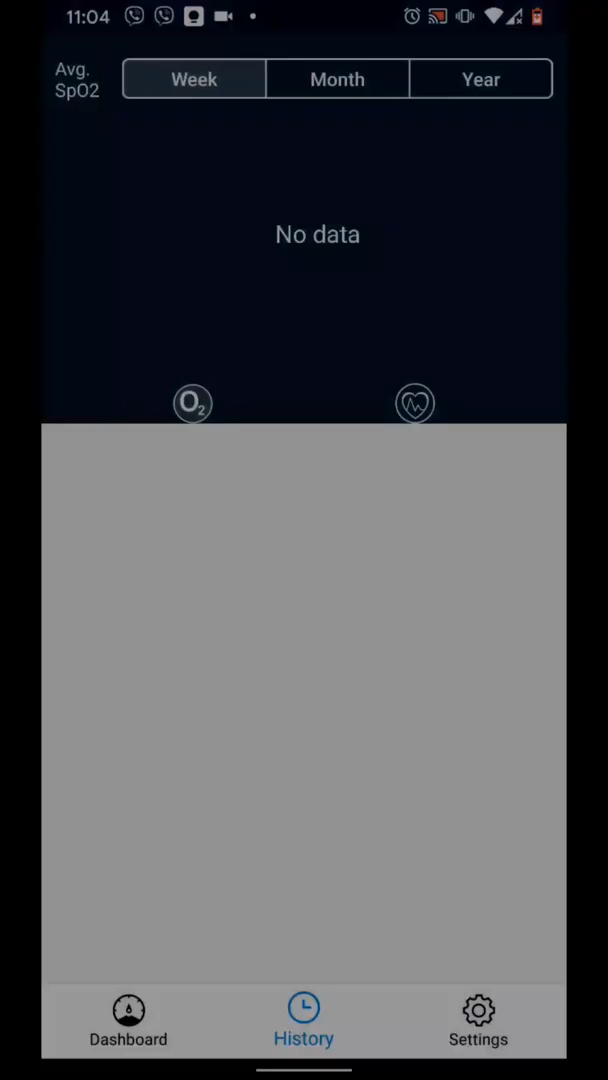 11:04
Avg.
SpO2
Week
Month
Year
No data
O2
Dashboard
History
Settings